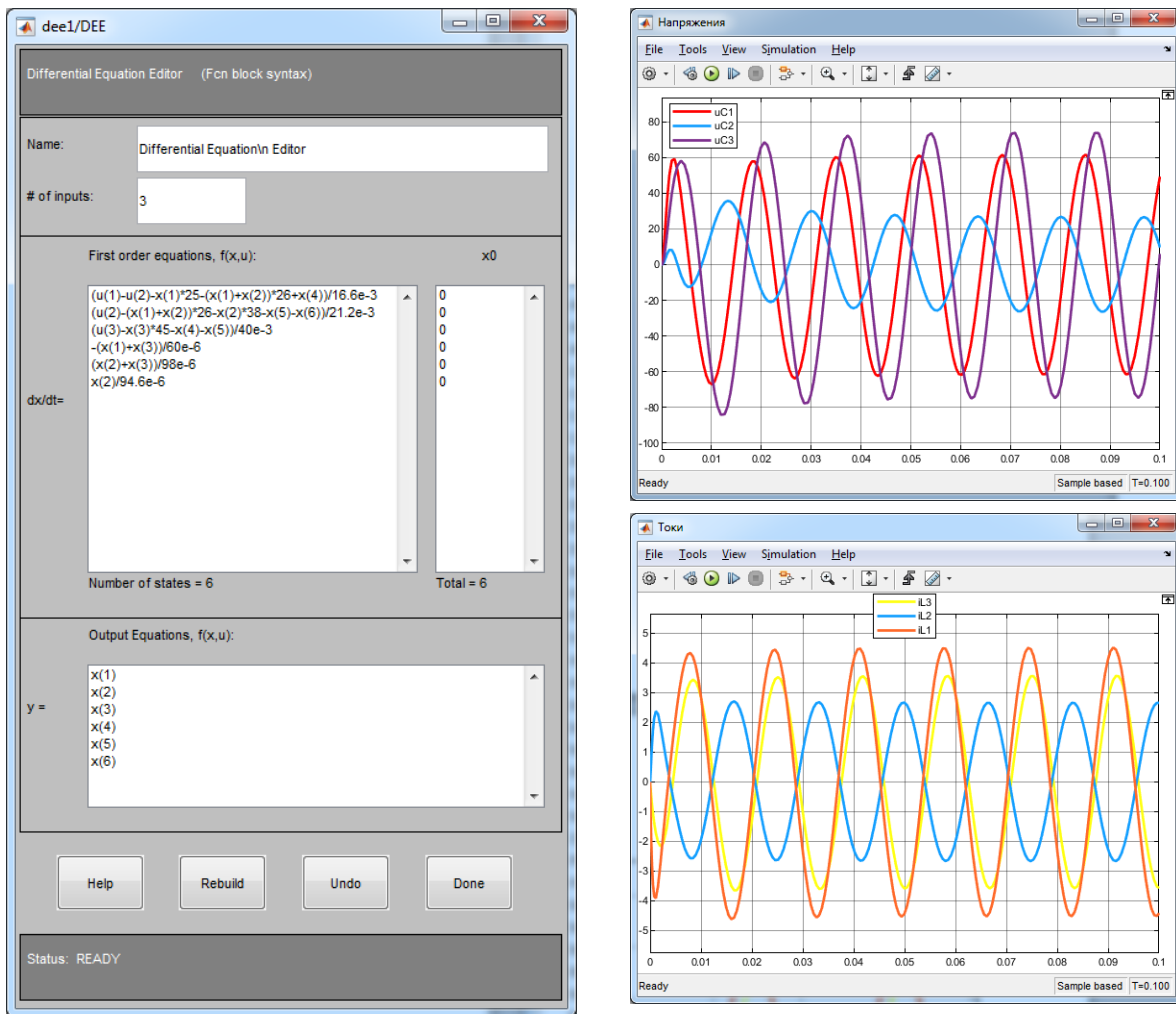 dee1/DEE
Differential Equation Editor (Fcn block syntax)
Name:
Differential Equation\n Editor
# of inputs:
3
First order equations, f(x,u):
x0
dx/dt=
(u(1)-u(2)-x(1)*25-(x(1)+x(2))*26+x(4))/16.6e-3
(u(2)-(x(1)+x(2))*26-x(2)*38-x(5)-x(6))/21.2e-3
(u(3)-x(3)*45-x(4)-x(5))/40e-3
-(x(1)+x(3))/60e-6
(x(2)+x(3))/98e-6
x(2)/94.6e-6
0
0
0
0
0
0
Number of states = 6
Total = 6
Output Equations, f(x,u):
y =
x(1)
x(2)
x(3)
x(4)
x(5)
x(6)
Help
Rebuild
Undo
Done
Status: READY
Напряжения
File Tools View Simulation Help
uC1
uC2
uC3
80
60
40
20
0
-20
-40
-60
-80
-100
0 0.01 0.02 0.03 0.04 0.05 0.06 0.07 0.08 0.09 0.1
Ready
Sample based T=0.100
Токи
File Tools View Simulation Help
iL3
iL2
iL1
5
4
3
2
1
0
-1
-2
-3
-4
-5
0 0.01 0.02 0.03 0.04 0.05 0.06 0.07 0.08 0.09 0.1
Ready
Sample based T=0.100